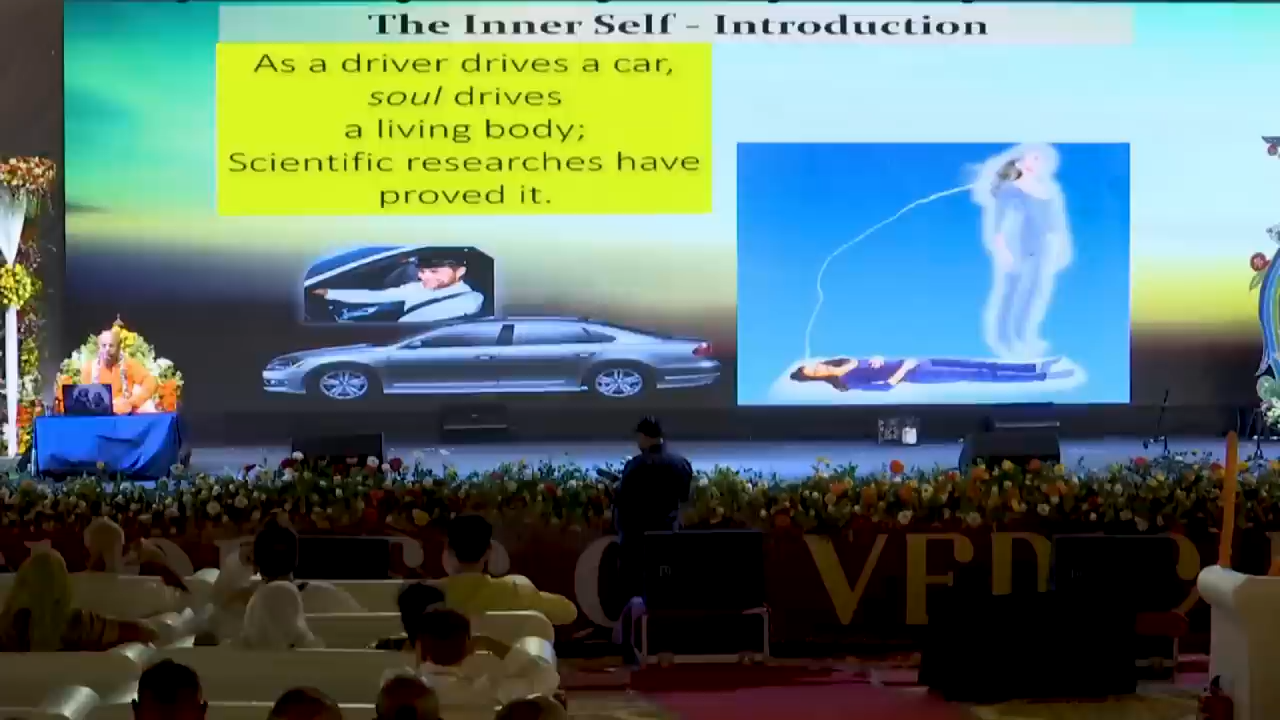 The Inner Self - Introduction
As a driver drives a car,
soul drives
a living body;
Scientific researches have
proved it.